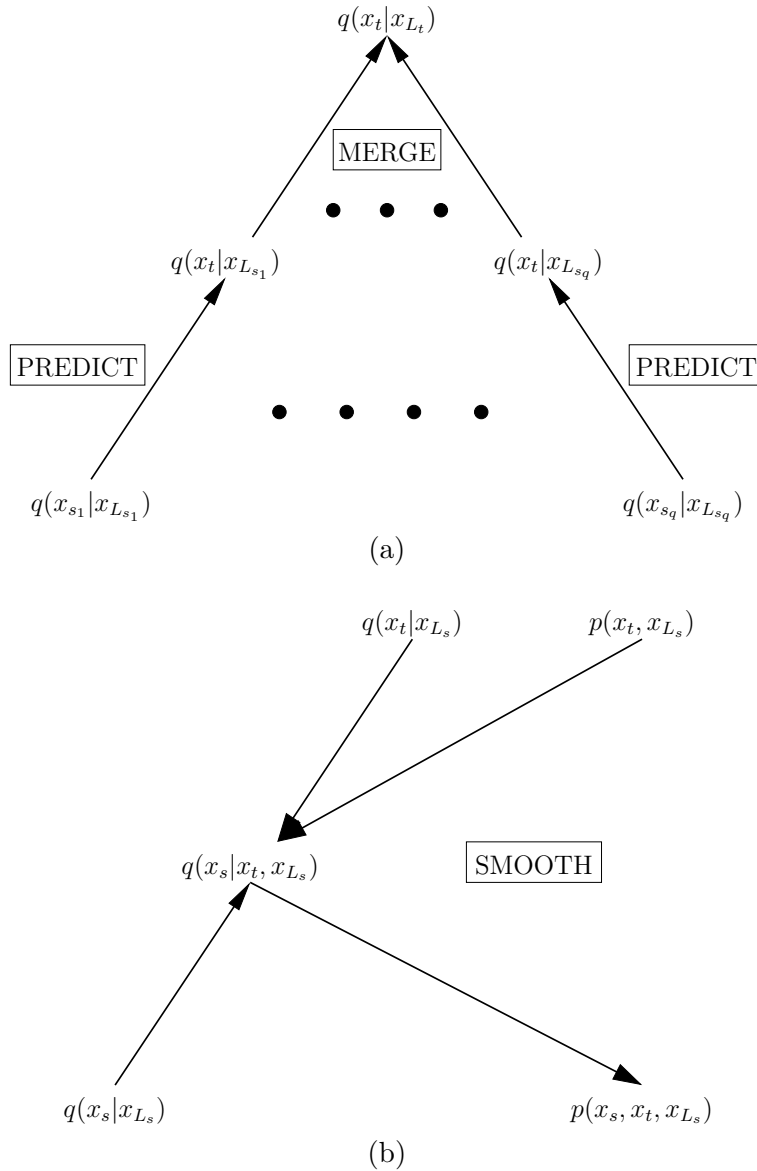 q(x_t|x_{L_t})
MERGE
q(x_t|x_{L_{s_1}}) q(x_t|x_{L_{s_q}})
PREDICT PREDICT
q(x_{s_1}|x_{L_{s_1}}) q(x_{s_q}|x_{L_{s_q}})
(a)
q(x_t|x_{L_s}) p(x_t, x_{L_s})
q(x_s|x_t, x_{L_s}) SMOOTH
q(x_s|x_{L_s}) p(x_s, x_t, x_{L_s})
(b)